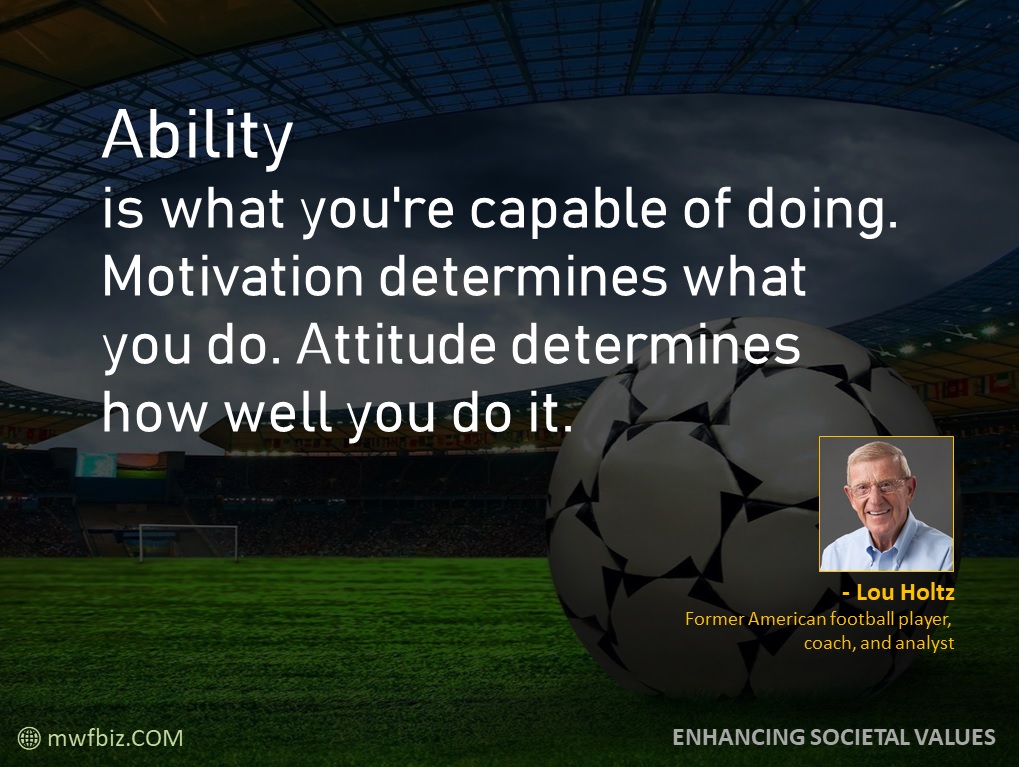 Ability
is what you're capable of doing.
Motivation determines what
you do. Attitude determines
how well you do it.
- Lou Holtz
Former American football player,
coach, and analyst
mwfbiz.COM
ENHANCING SOCIETAL VALUES